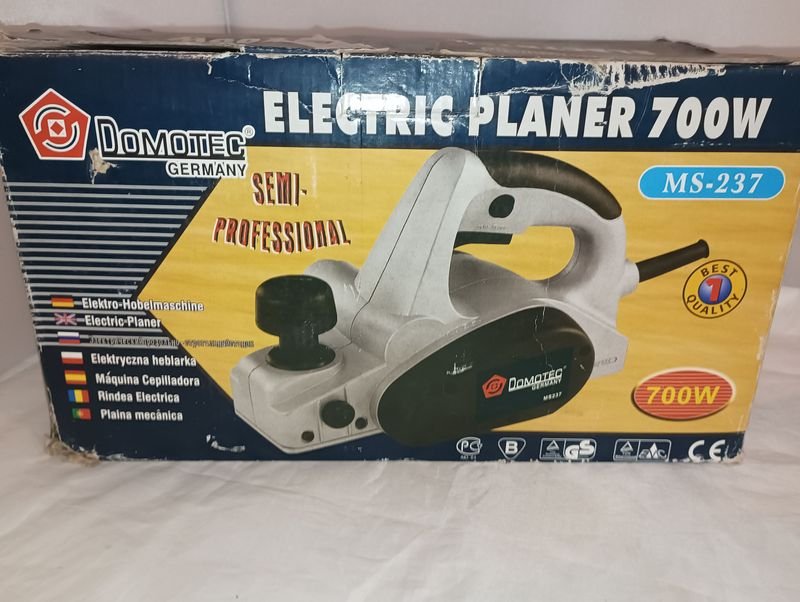 ELECTRIC PLANER 700W
DOMOTEC®
GERMANY
MS-237
SEMI-
PROFESSIONAL
BEST
1
QUALITY
Elektro-Hobelmaschine
Electric-Planer
Elektryczna heblarka
Máquina Cepilladora
Rindea Electrica
Plaina mecânica
DOMOTEC
GERMANY
MS237
700W
B
GS
CE